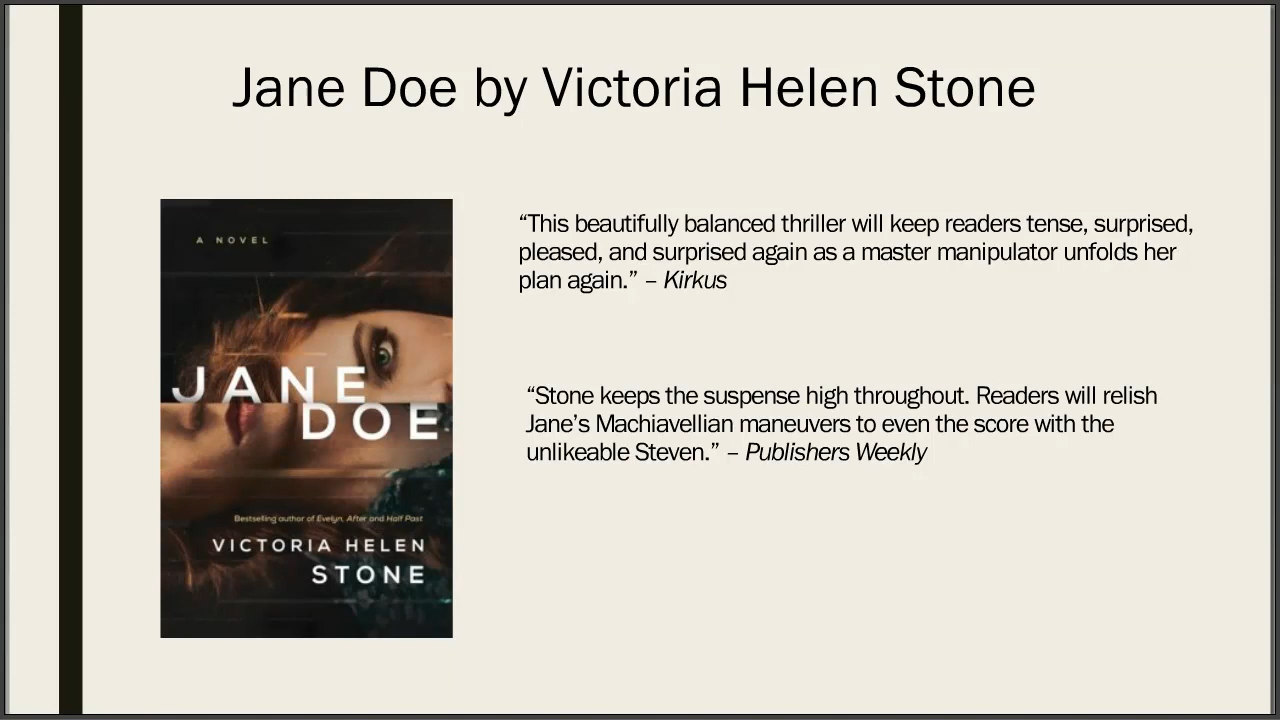 Jane Doe by Victoria Helen Stone
A NOVEL
JANE
DOE
Bestselling author of Evelyn, After and Half Past
VICTORIA HELEN
STONE
“This beautifully balanced thriller will keep readers tense, surprised,
pleased, and surprised again as a master manipulator unfolds her
plan again.” – Kirkus
“Stone keeps the suspense high throughout. Readers will relish
Jane’s Machiavellian maneuvers to even the score with the
unlikeable Steven.” – Publishers Weekly